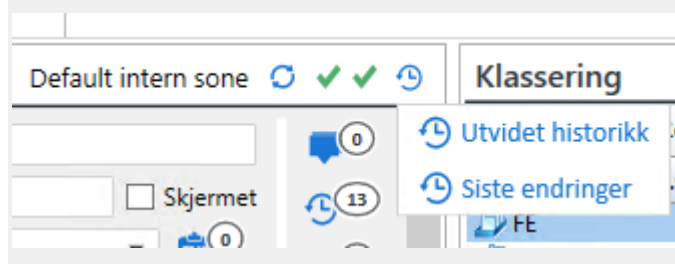 Default intern sone
Klassering
0
Utvidet historikk
Skjermet
13
Siste endringer
0
FE